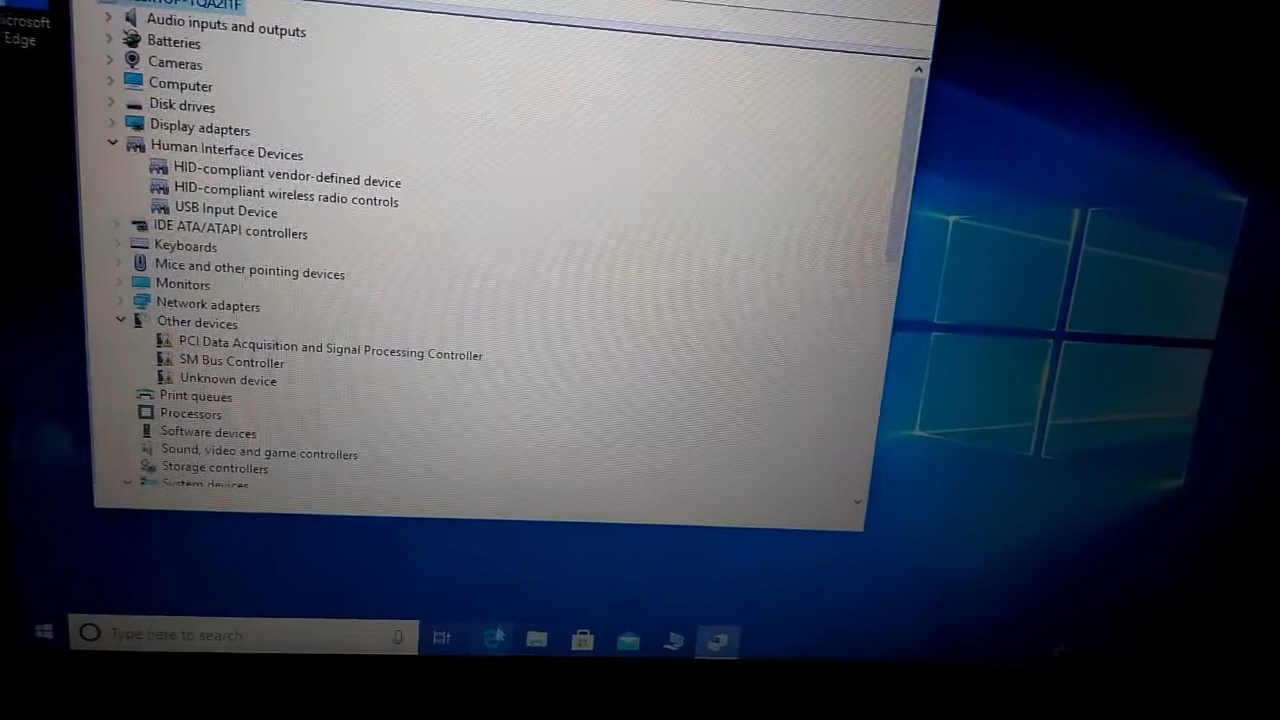 Microsoft
Edge
Audio inputs and outputs
Batteries
Cameras
Computer
Disk drives
Display adapters
Human Interface Devices
HID-compliant vendor-defined device
HID-compliant wireless radio controls
USB Input Device
IDE ATA/ATAPI controllers
Keyboards
Mice and other pointing devices
Monitors
Network adapters
Other devices
PCI Data Acquisition and Signal Processing Controller
SM Bus Controller
Unknown device
Print queues
Processors
Software devices
Sound, video and game controllers
Storage controllers
System devices
Type here to search